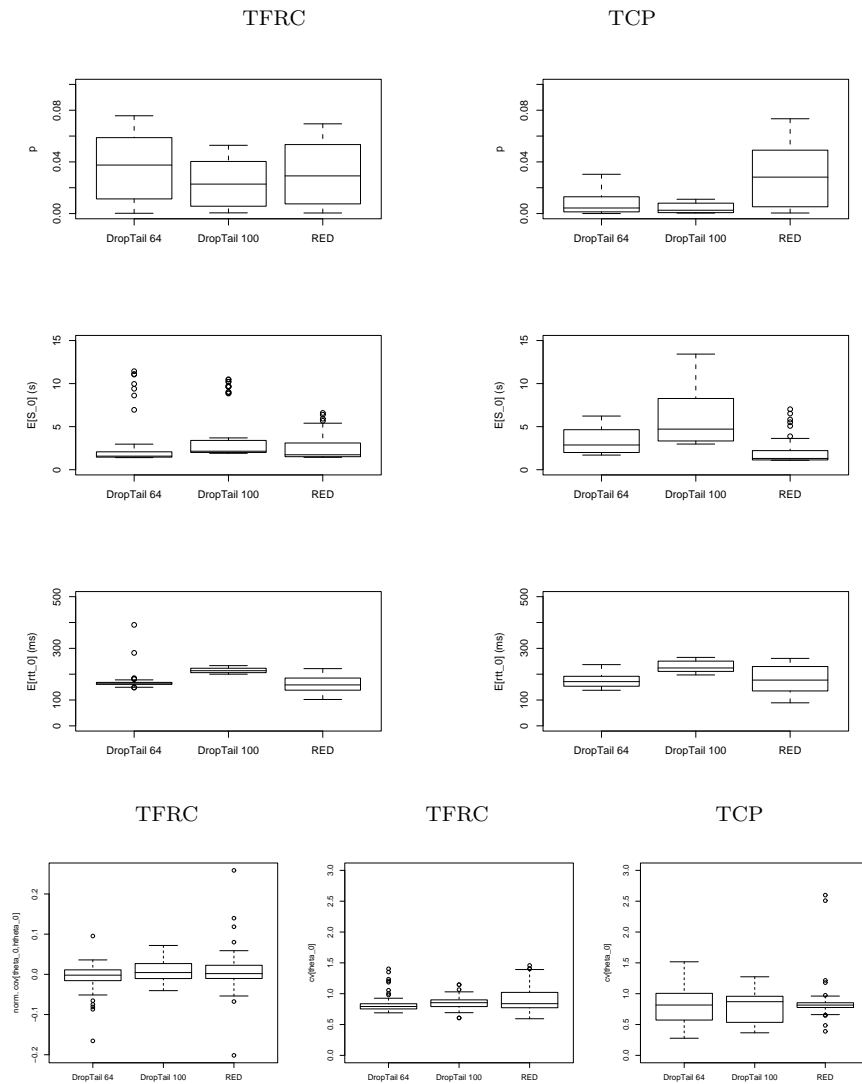 TFRC TCP
p
0.00 0.04 0.08
DropTail 64 DropTail 100 RED
p
0.00 0.04 0.08
DropTail 64 DropTail 100 RED
E[S_0] (s)
0 5 10 15
DropTail 64 DropTail 100 RED
E[S_0] (s)
0 5 10 15
DropTail 64 DropTail 100 RED
E[rtt_0] (ms)
0 100 300 500
DropTail 64 DropTail 100 RED
E[rtt_0] (ms)
0 100 300 500
DropTail 64 DropTail 100 RED
TFRC TFRC TCP
norm. cov[theta_0,htheta_0]
−0.2 −0.1 0.0 0.1 0.2
DropTail 64 DropTail 100 RED
cv[theta_0]
0.0 0.5 1.0 1.5 2.0 2.5 3.0
DropTail 64 DropTail 100 RED
cv[theta_0]
0.0 0.5 1.0 1.5 2.0 2.5 3.0
DropTail 64 DropTail 100 RED